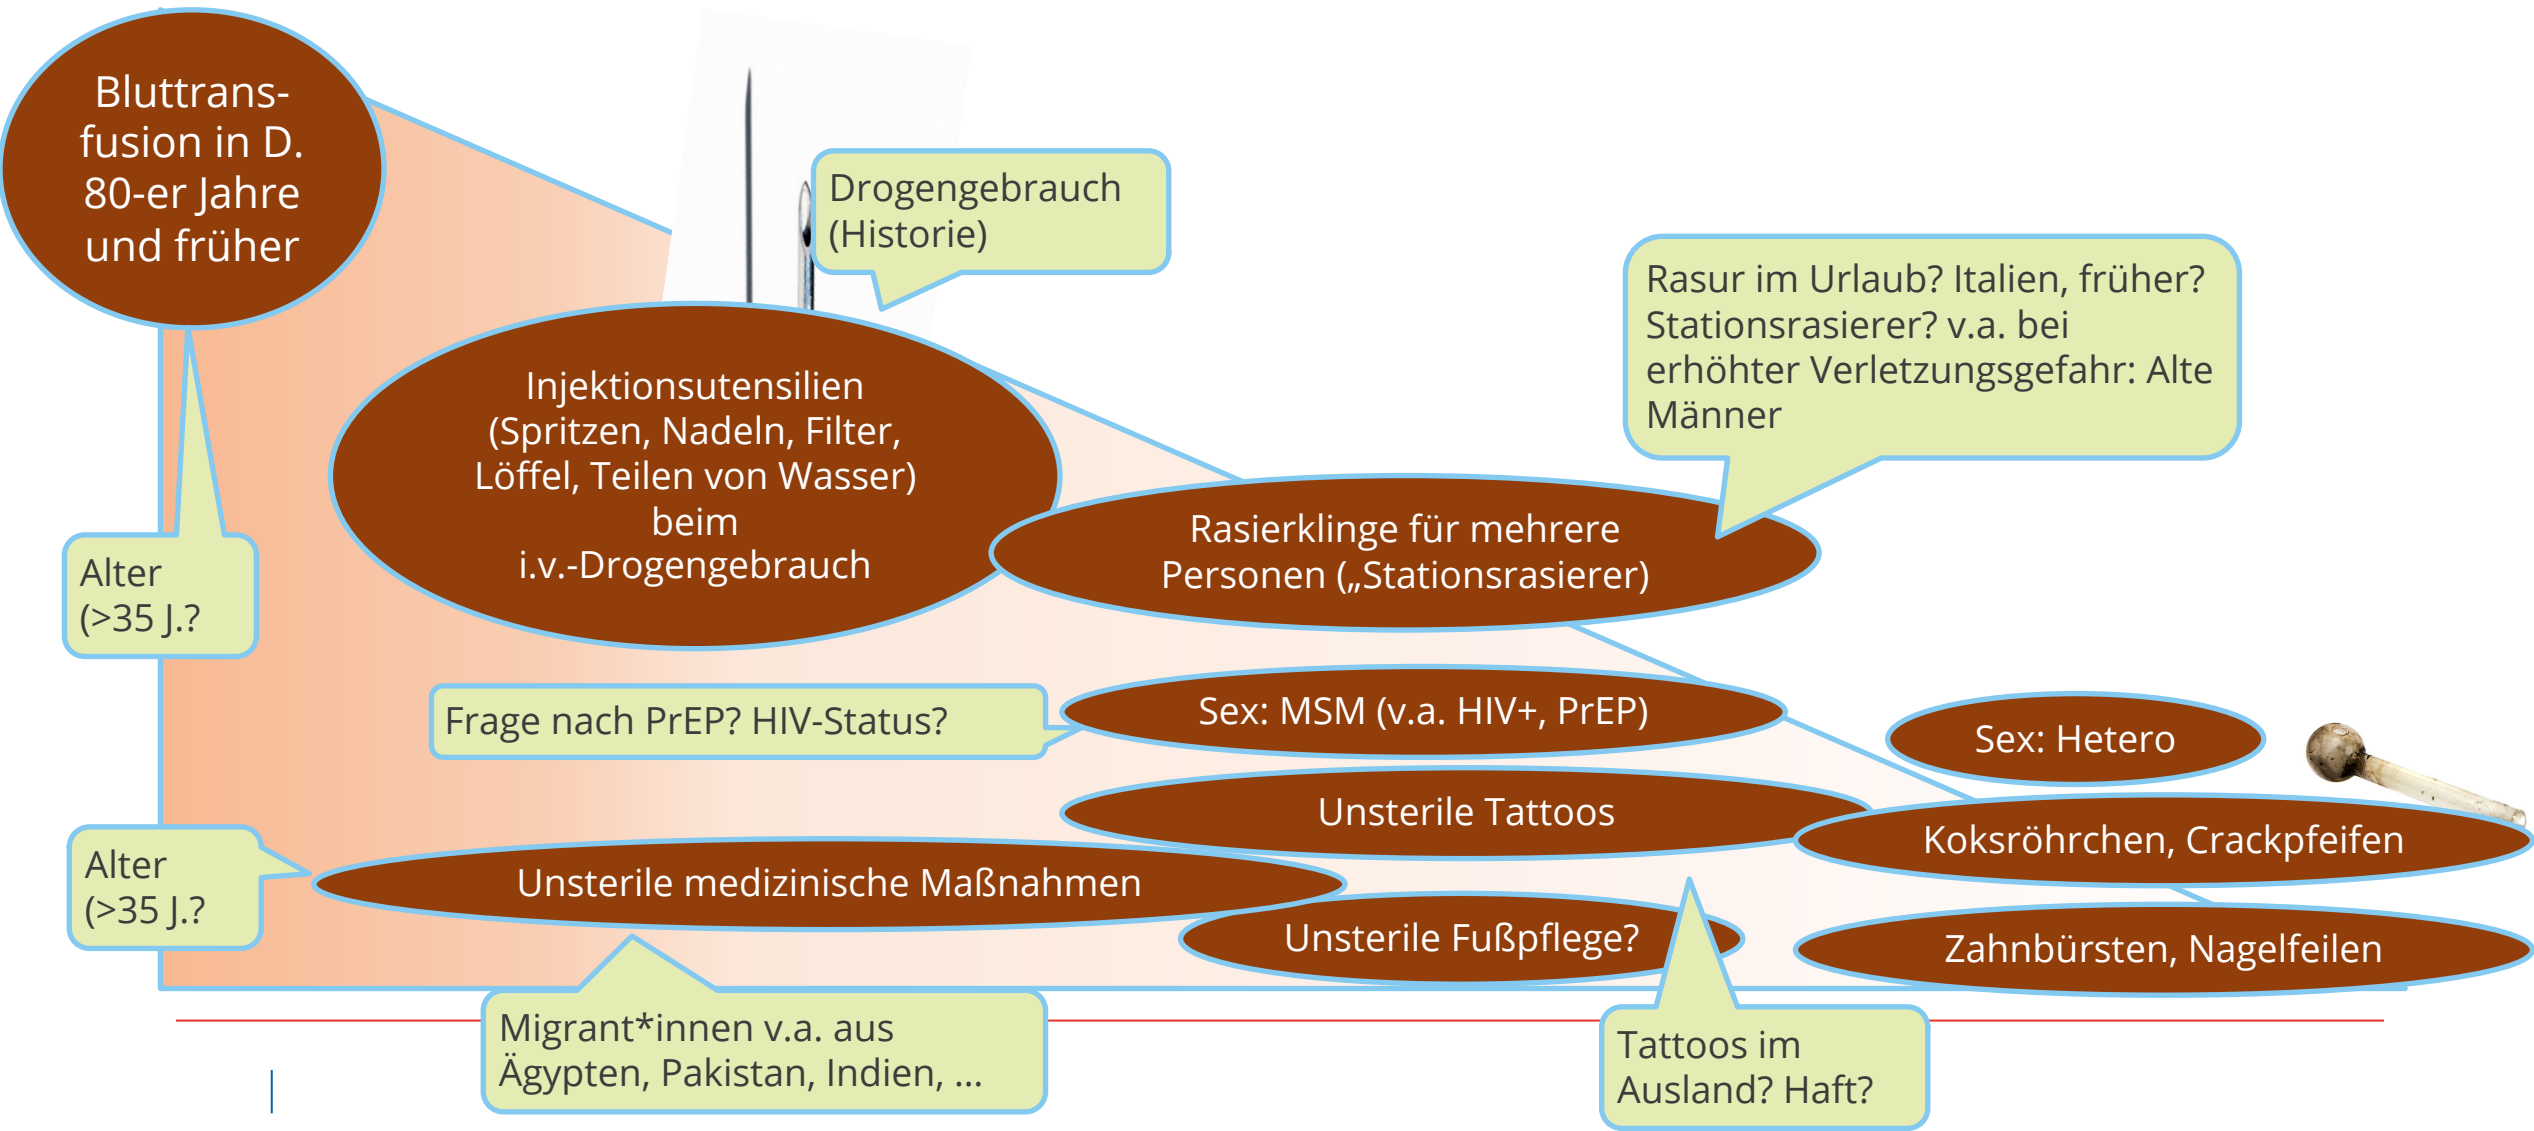 Bluttrans-
fusion in D.
80-er Jahre
und früher
Drogengebrauch
(Historie)
Rasur im Urlaub? Italien, früher?
Stationsrasierer? v.a. bei
erhöhter Verletzungsgefahr: Alte
Männer
Injektionsutensilien
(Spritzen, Nadeln, Filter,
Löffel, Teilen von Wasser)
beim
i.v.-Drogengebrauch
Rasierklinge für mehrere
Personen („Stationsrasierer)
Alter
(>35 J.?
Frage nach PrEP? HIV-Status?
Sex: MSM (v.a. HIV+, PrEP)
Sex: Hetero
Unsterile Tattoos
Koksröhrchen, Crackpfeifen
Alter
(>35 J.?
Unsterile medizinische Maßnahmen
Unsterile Fußpflege?
Zahnbürsten, Nagelfeilen
Migrant*innen v.a. aus
Ägypten, Pakistan, Indien, ...
Tattoos im
Ausland? Haft?